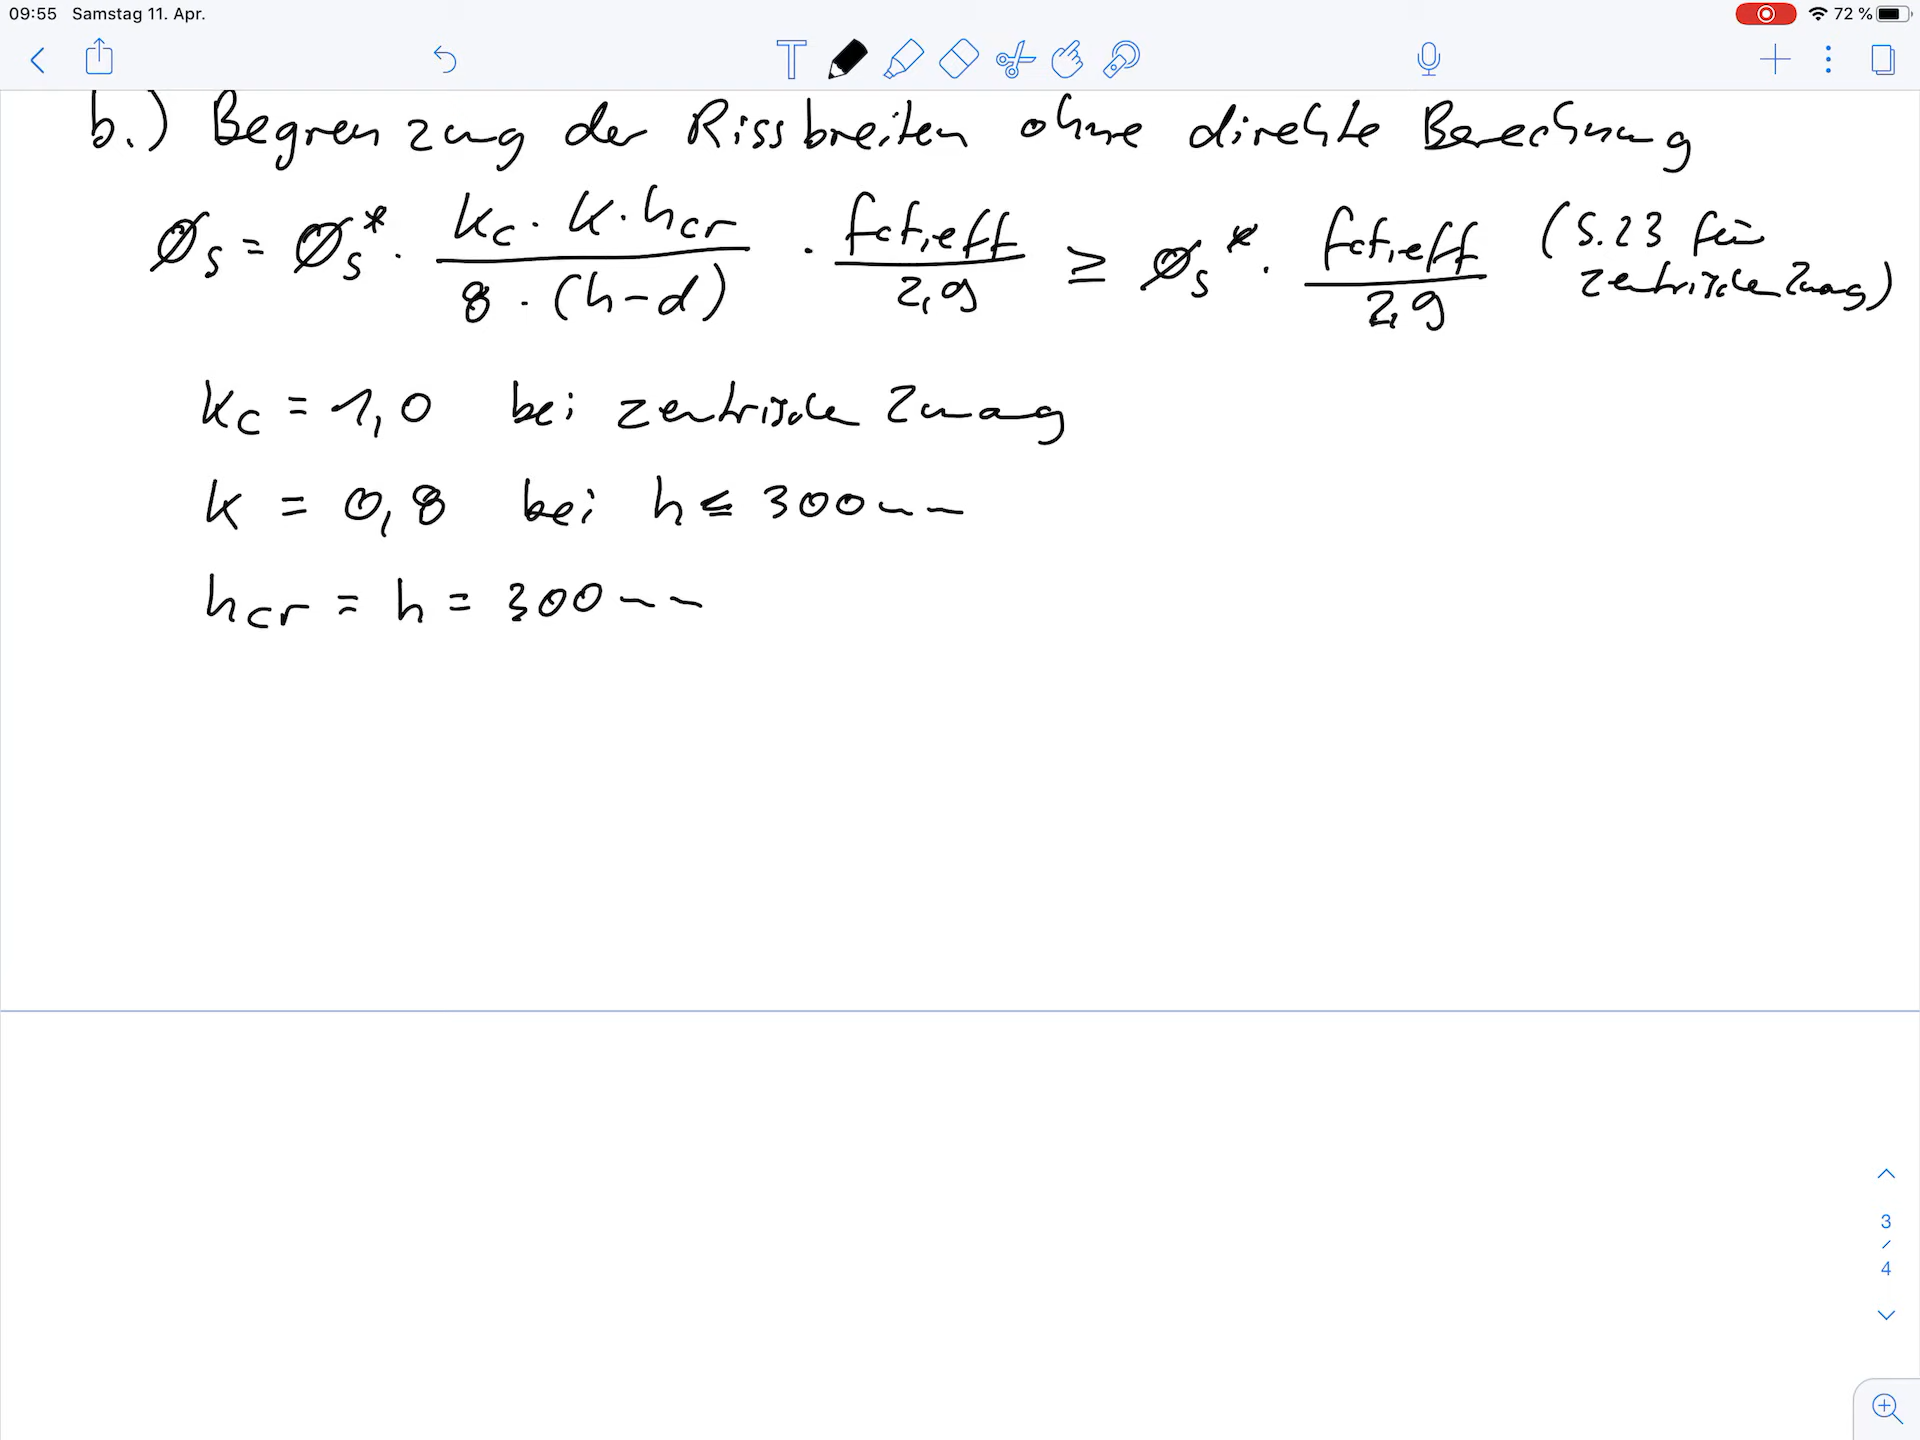 09:55 Samstag 11. Apr. 72 %
b.) Begrenzung der Rissbreiten ohne direkte Berechnung
Øs = Øs* · (kc · k · hcr) / (8 · (h-d)) · fct,eff / 2,9 ≥ Øs* · fct,eff / 2,9 (S.23 für
zentrischen Zwang)
kc = 1,0 bei zentrischem Zwang
k = 0,8 bei h ≤ 300mm
hcr = h = 300mm
3
/
4